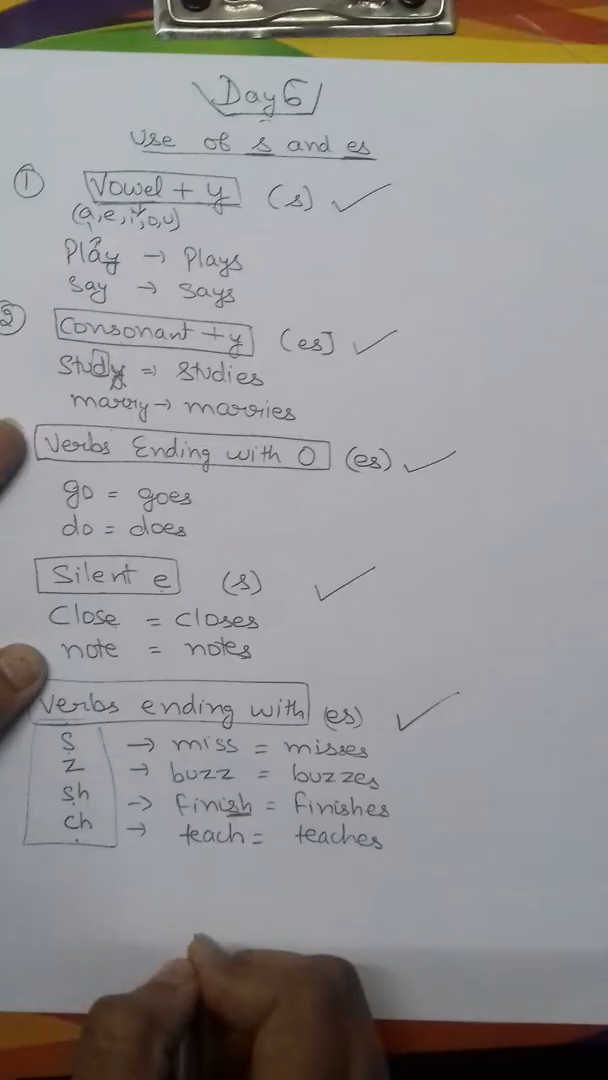 Day 6
Use of s and es
① Vowel + y (s) ✓
(a, e, i, o, u)
Play → Plays
Say → Says
② Consonant + y (es] ✓
Study ⇒ Studies
marry → marries
Verbs Ending with O (es) ✓
go = goes
do = does
Silent e (s) ✓
Close = Closes
note = notes
Verbs ending with (es) ✓
S → miss = misses
Z → buzz = buzzes
Sh → finish = finishes
Ch → teach = teaches